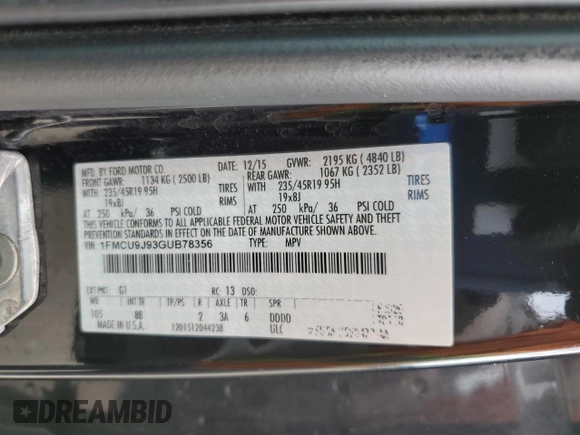 MFD. BY FORD MOTOR CO. 12/15 GVWR: 2195 KG ( 4840 LB)
FRONT GAWR: 1134 KG ( 2500 LB) REAR GAWR: 1067 KG ( 2352 LB)
WITH 235/45R19 95H TIRES WITH 235/45R19 95H TIRES
19x8J RIMS 19x8J RIMS
AT 250 kPa/ 36 PSI COLD AT 250 kPa/ 36 PSI COLD
THIS VEHICLE CONFORMS TO ALL APPLICABLE FEDERAL MOTOR VEHICLE SAFETY AND THEFT
PREVENTION STANDARDS IN EFFECT ON THE DATE OF MANUFACTURE SHOWN ABOVE.
1FMCU9J93GUB78356 TYPE: MPV
EXT PNT: G1 RC: 13 DSO:
WB INT TR TP/PS R AXLE TR SPR
105 BB 2 3A 6 DDDD
MADE IN U.S.A. 1201512044238 GLC
DREAMBID